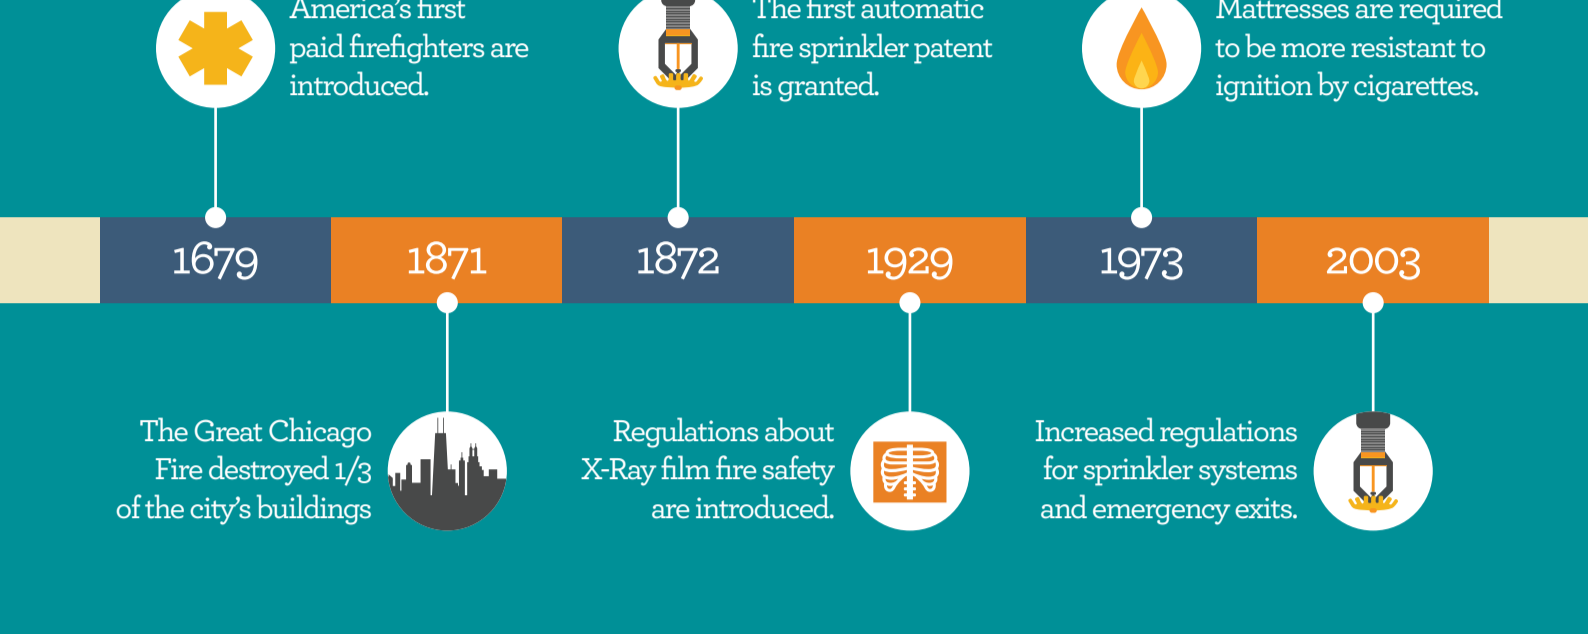 America's first
paid firefighters are
introduced.
The first automatic
fire sprinkler patent
is granted.
Mattresses are required
to be more resistant to
ignition by cigarettes.
1679
1871
1872
1929
1973
2003
The Great Chicago
Fire destroyed 1/3
of the city's buildings
Regulations about
X-Ray film fire safety
are introduced.
Increased regulations
for sprinkler systems
and emergency exits.